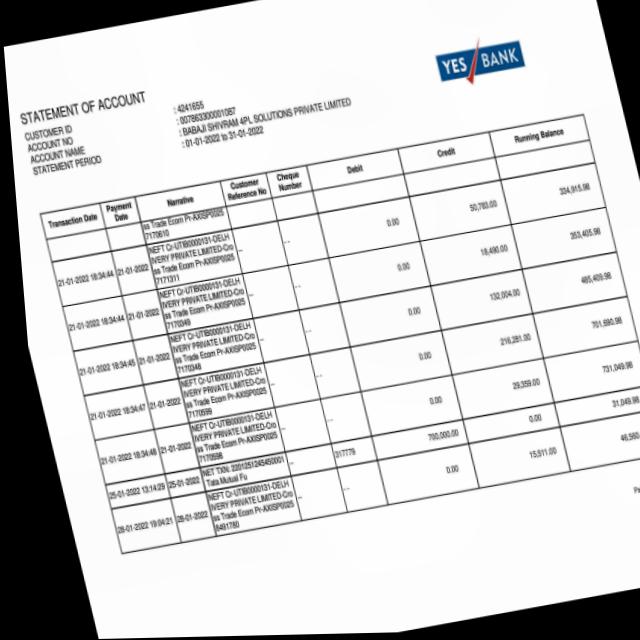 YES BANK
STATEMENT OF ACCOUNT
CUSTOMER ID : 4241655
ACCOUNT NO : 007863300001087
ACCOUNT NAME : BABAJI SHIVRAM 4PL SOLUTIONS PRIVATE LIMITED
STATEMENT PERIOD : 01-01-2022 to 31-01-2022
Transaction Date Payment Date Narrative Customer Reference No Cheque Number Debit Credit Running Balance
ss Trade Ecom Pr-AXISP0025
7170610
21-01-2022 18:34:44 21-01-2022 NEFT Cr-UTIB0000131-DELH -- -- 0.00 50,783.00 334,915.98
IVERY PRIVATE LIMITED-Cro
ss Trade Ecom Pr-AXISP0025
7171311
21-01-2022 18:34:44 21-01-2022 NEFT Cr-UTIB0000131-DELH -- -- 0.00 18,490.00 353,405.98
IVERY PRIVATE LIMITED-Cro
ss Trade Ecom Pr-AXISP0025
7170349
21-01-2022 18:34:45 21-01-2022 NEFT Cr-UTIB0000131-DELH -- -- 0.00 132,004.00 485,409.98
IVERY PRIVATE LIMITED-Cro
ss Trade Ecom Pr-AXISP0025
7170348
21-01-2022 18:34:47 21-01-2022 NEFT Cr-UTIB0000131-DELH -- -- 0.00 216,281.00 701,690.98
IVERY PRIVATE LIMITED-Cro
ss Trade Ecom Pr-AXISP0025
7170599
21-01-2022 18:34:48 21-01-2022 NEFT Cr-UTIB0000131-DELH -- -- 0.00 29,359.00 731,049.98
IVERY PRIVATE LIMITED-Cro
ss Trade Ecom Pr-AXISP0025
7170598
25-01-2022 13:14:29 25-01-2022 NET TXN: 2201251245450001 -- 317779 700,000.00 0.00 31,049.98
Tata Mutual Fu
28-01-2022 19:04:21 28-01-2022 NEFT Cr-UTIB0000131-DELH -- -- 0.00 15,511.00
IVERY PRIVATE LIMITED-Cro
ss Trade Ecom Pr-AXISP0025
8491780